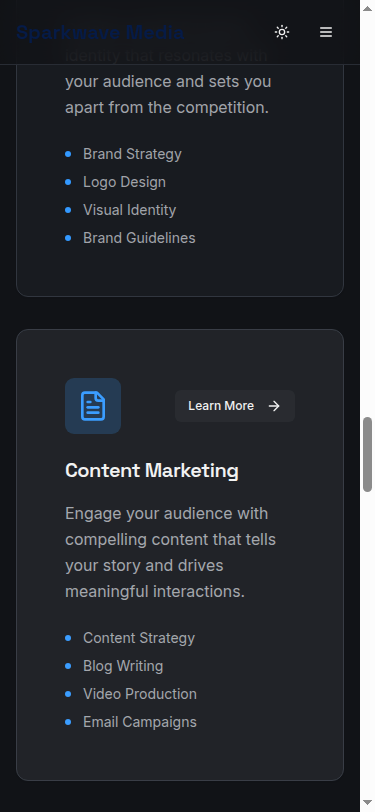 Sparkwave Media
identity that resonates with
your audience and sets you
apart from the competition.
Brand Strategy
Logo Design
Visual Identity
Brand Guidelines
Learn More
Content Marketing
Engage your audience with
compelling content that tells
your story and drives
meaningful interactions.
Content Strategy
Blog Writing
Video Production
Email Campaigns